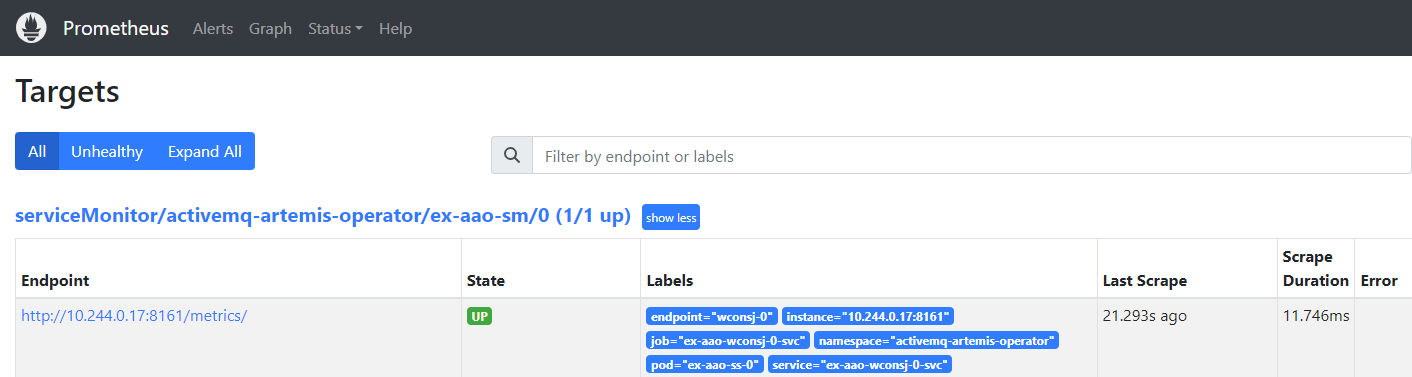 Prometheus Alerts Graph Status Help
Targets
All Unhealthy Expand All
Filter by endpoint or labels
serviceMonitor/activemq-artemis-operator/ex-aao-sm/0 (1/1 up) show less
Endpoint State Labels Last Scrape Scrape Duration Error
http://10.244.0.17:8161/metrics/ UP endpoint="wconsj-0" instance="10.244.0.17:8161" 21.293s ago 11.746ms
job="ex-aao-wconsj-0-svc" namespace="activemq-artemis-operator"
pod="ex-aao-ss-0" service="ex-aao-wconsj-0-svc"